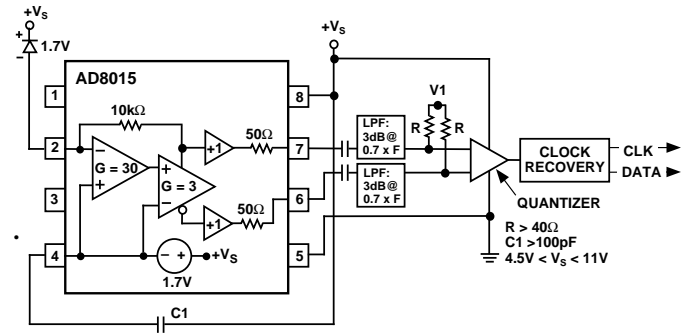 +VS
+
–
1.7V
AD8015
1
2
3
4
8
7
6
5
10kΩ
–
+
G = 30
+
–
G = 3
+1
50Ω
+1
50Ω
–
+
+VS
1.7V
C1
+VS
LPF:
3dB@
0.7 x F
LPF:
3dB@
0.7 x F
V1
R
R
QUANTIZER
CLOCK
RECOVERY
CLK
DATA
R > 40Ω
C1 >100pF
4.5V < VS < 11V